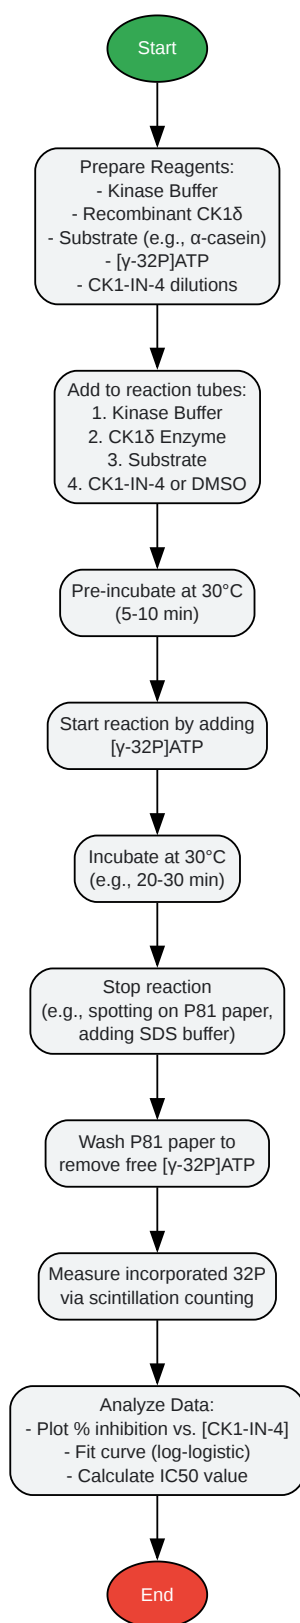 Start
Prepare Reagents:
- Kinase Buffer
- Recombinant CK1δ
- Substrate (e.g., α-casein)
- [γ-32P]ATP
- CK1-IN-4 dilutions
Add to reaction tubes:
1. Kinase Buffer
2. CK1δ Enzyme
3. Substrate
4. CK1-IN-4 or DMSO
Pre-incubate at 30°C
(5-10 min)
Start reaction by adding
[γ-32P]ATP
Incubate at 30°C
(e.g., 20-30 min)
Stop reaction
(e.g., spotting on P81 paper,
adding SDS buffer)
Wash P81 paper to
remove free [γ-32P]ATP
Measure incorporated 32P
via scintillation counting
Analyze Data:
- Plot % inhibition vs. [CK1-IN-4]
- Fit curve (log-logistic)
- Calculate IC50 value
End